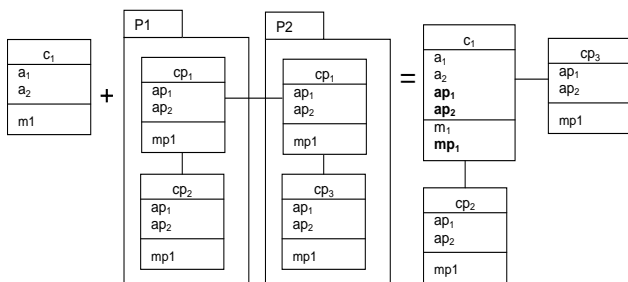 P1
P2
c₁
a₁
a₂
m1
+
cp₁
ap₁
ap₂
mp1
cp₂
ap₁
ap₂
mp1
cp₁
ap₁
ap₂
mp1
cp₃
ap₁
ap₂
mp1
=
c₁
a₁
a₂
ap₁
ap₂
m₁
mp₁
cp₃
ap₁
ap₂
mp1
cp₂
ap₁
ap₂
mp1